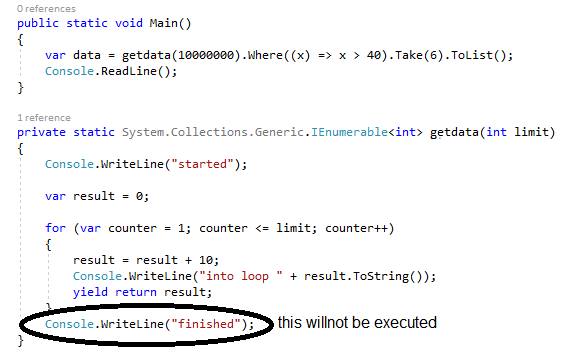 0 references
public static void Main()
{
var data = getdata(10000000).Where((x) => x > 40).Take(6).ToList();
Console.ReadLine();
}
1 reference
private static System.Collections.Generic.IEnumerable<int> getdata(int limit)
{
Console.WriteLine("started");
var result = 0;
for (var counter = 1; counter <= limit; counter++)
{
result = result + 10;
Console.WriteLine("into loop " + result.ToString());
yield return result;
}
Console.WriteLine("finished"); this willnot be executed
}